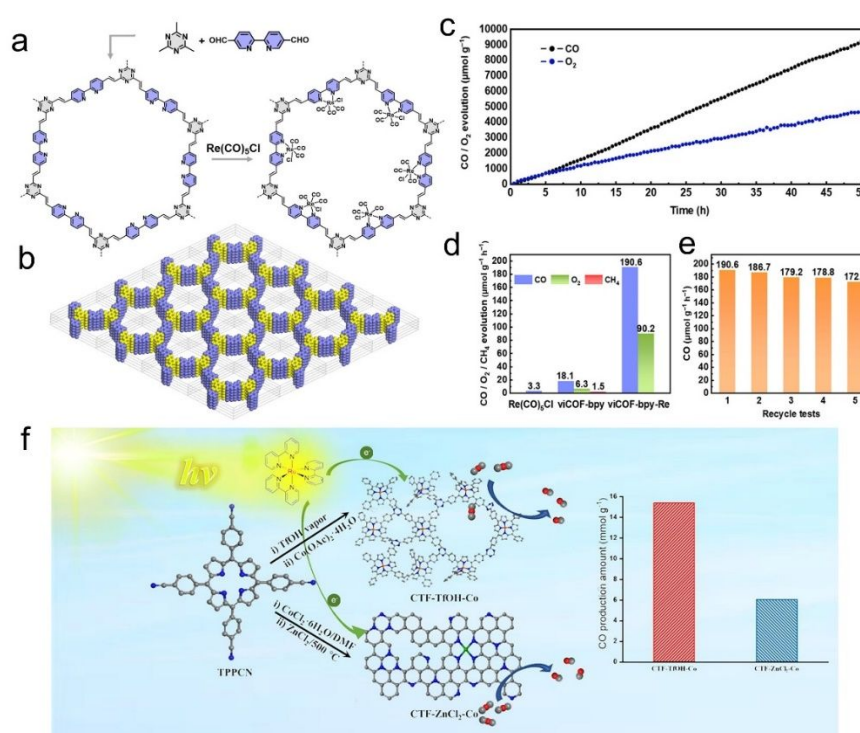 a
+
OHC
CHO
Re(CO)₅Cl
b
c
CO / O₂ evolution (μmol g⁻¹)
10000
9000
8000
7000
6000
5000
4000
3000
2000
1000
0
CO
O₂
0 5 10 15 20 25 30 35 40 45 50
Time (h)
d
CO / O₂ / CH₄ evolution (μmol g⁻¹ h⁻¹)
200
180
160
140
120
100
80
60
40
20
0
CO O₂ CH₄
3.3
18.1
6.3
1.5
190.6
90.2
Re(CO)₅Cl viCOF-bpy viCOF-bpy-Re
e
CO (μmol g⁻¹ h⁻¹)
200
180
160
140
120
100
80
60
40
20
0
190.6 186.7 179.2 178.8 172.
1 2 3 4 5
Recycle tests
f
hν
e
i) TfOH vapor
ii) Co(OAc)₂·4H₂O
CTF-TfOH-Co
e
i) CoCl₂·6H₂O/DMF
ii) ZnCl₂/500 °C
TPPCN
CTF-ZnCl₂-Co
CO production amount (mmol g⁻¹)
16
14
12
10
8
6
4
2
0
CTF-TfOH-Co CTF-ZnCl₂-Co